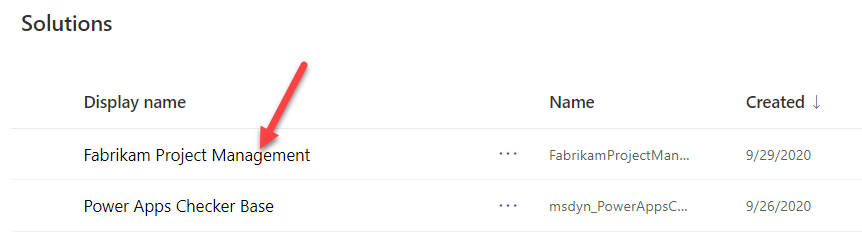 Solutions
Display name Name Created ↓
Fabrikam Project Management ... FabrikamProjectMan... 9/29/2020
Power Apps Checker Base ... msdyn_PowerAppsC... 9/26/2020